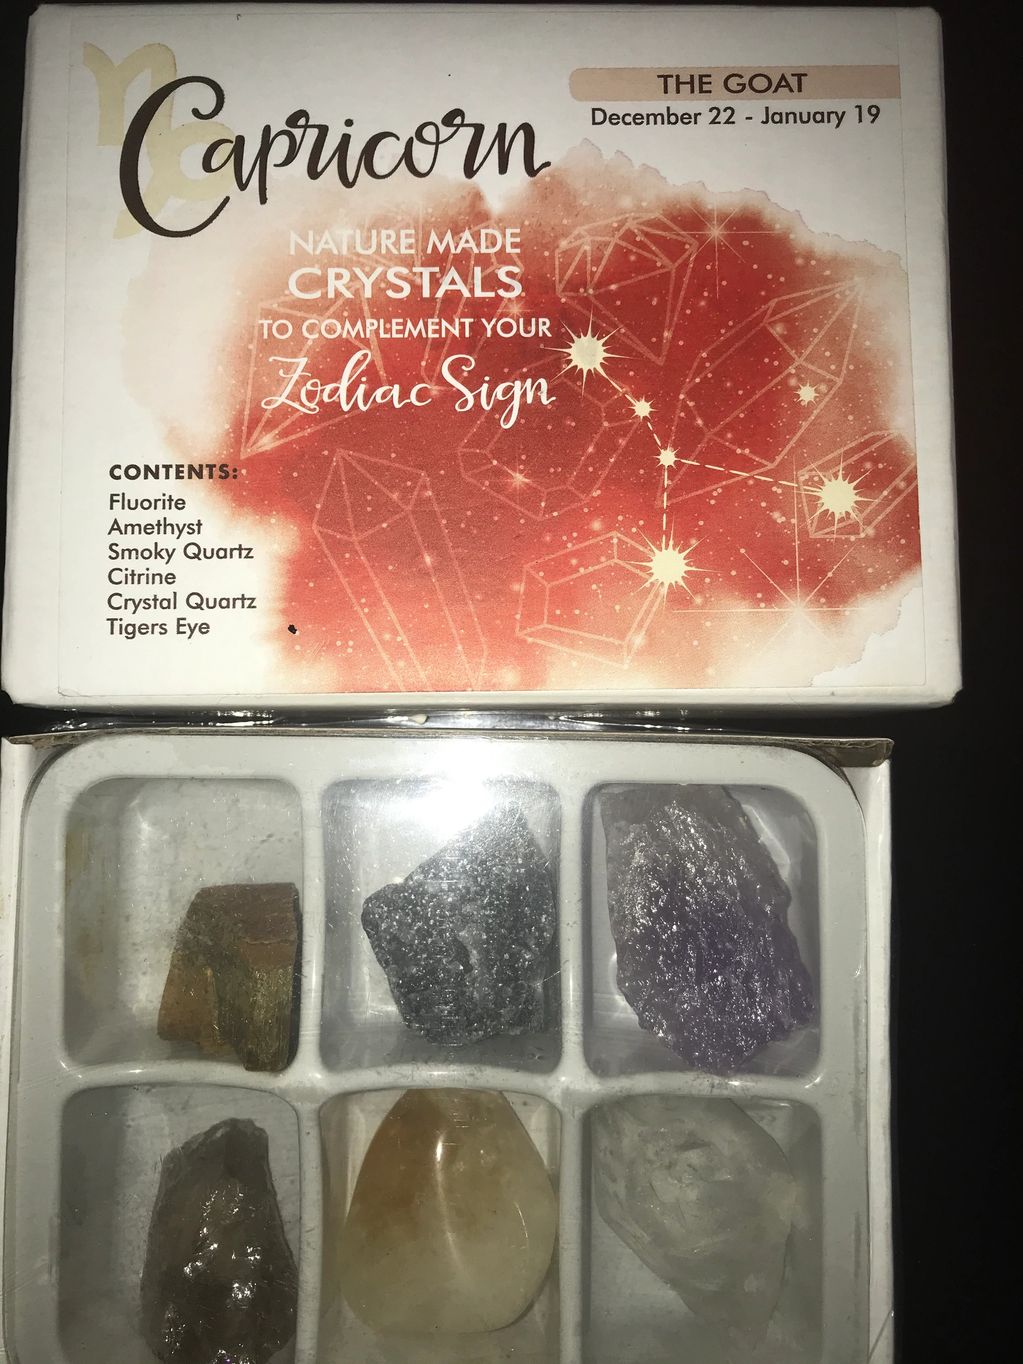 Capricorn
THE GOAT
December 22 - January 19
NATURE MADE
CRYSTALS
TO COMPLEMENT YOUR
Zodiac Sign
CONTENTS:
Fluorite
Amethyst
Smoky Quartz
Citrine
Crystal Quartz
Tigers Eye